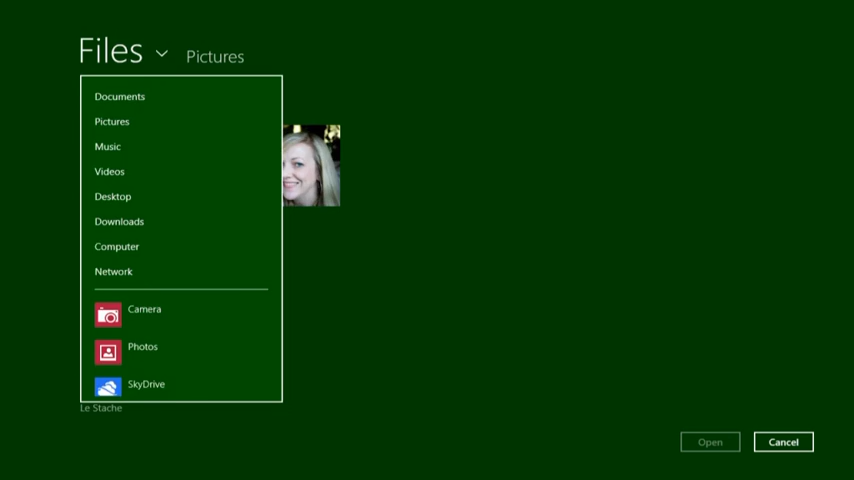 Files Pictures
Documents
Pictures
Music
Videos
Desktop
Downloads
Computer
Network
Camera
Photos
SkyDrive
Le Stache
Open Cancel